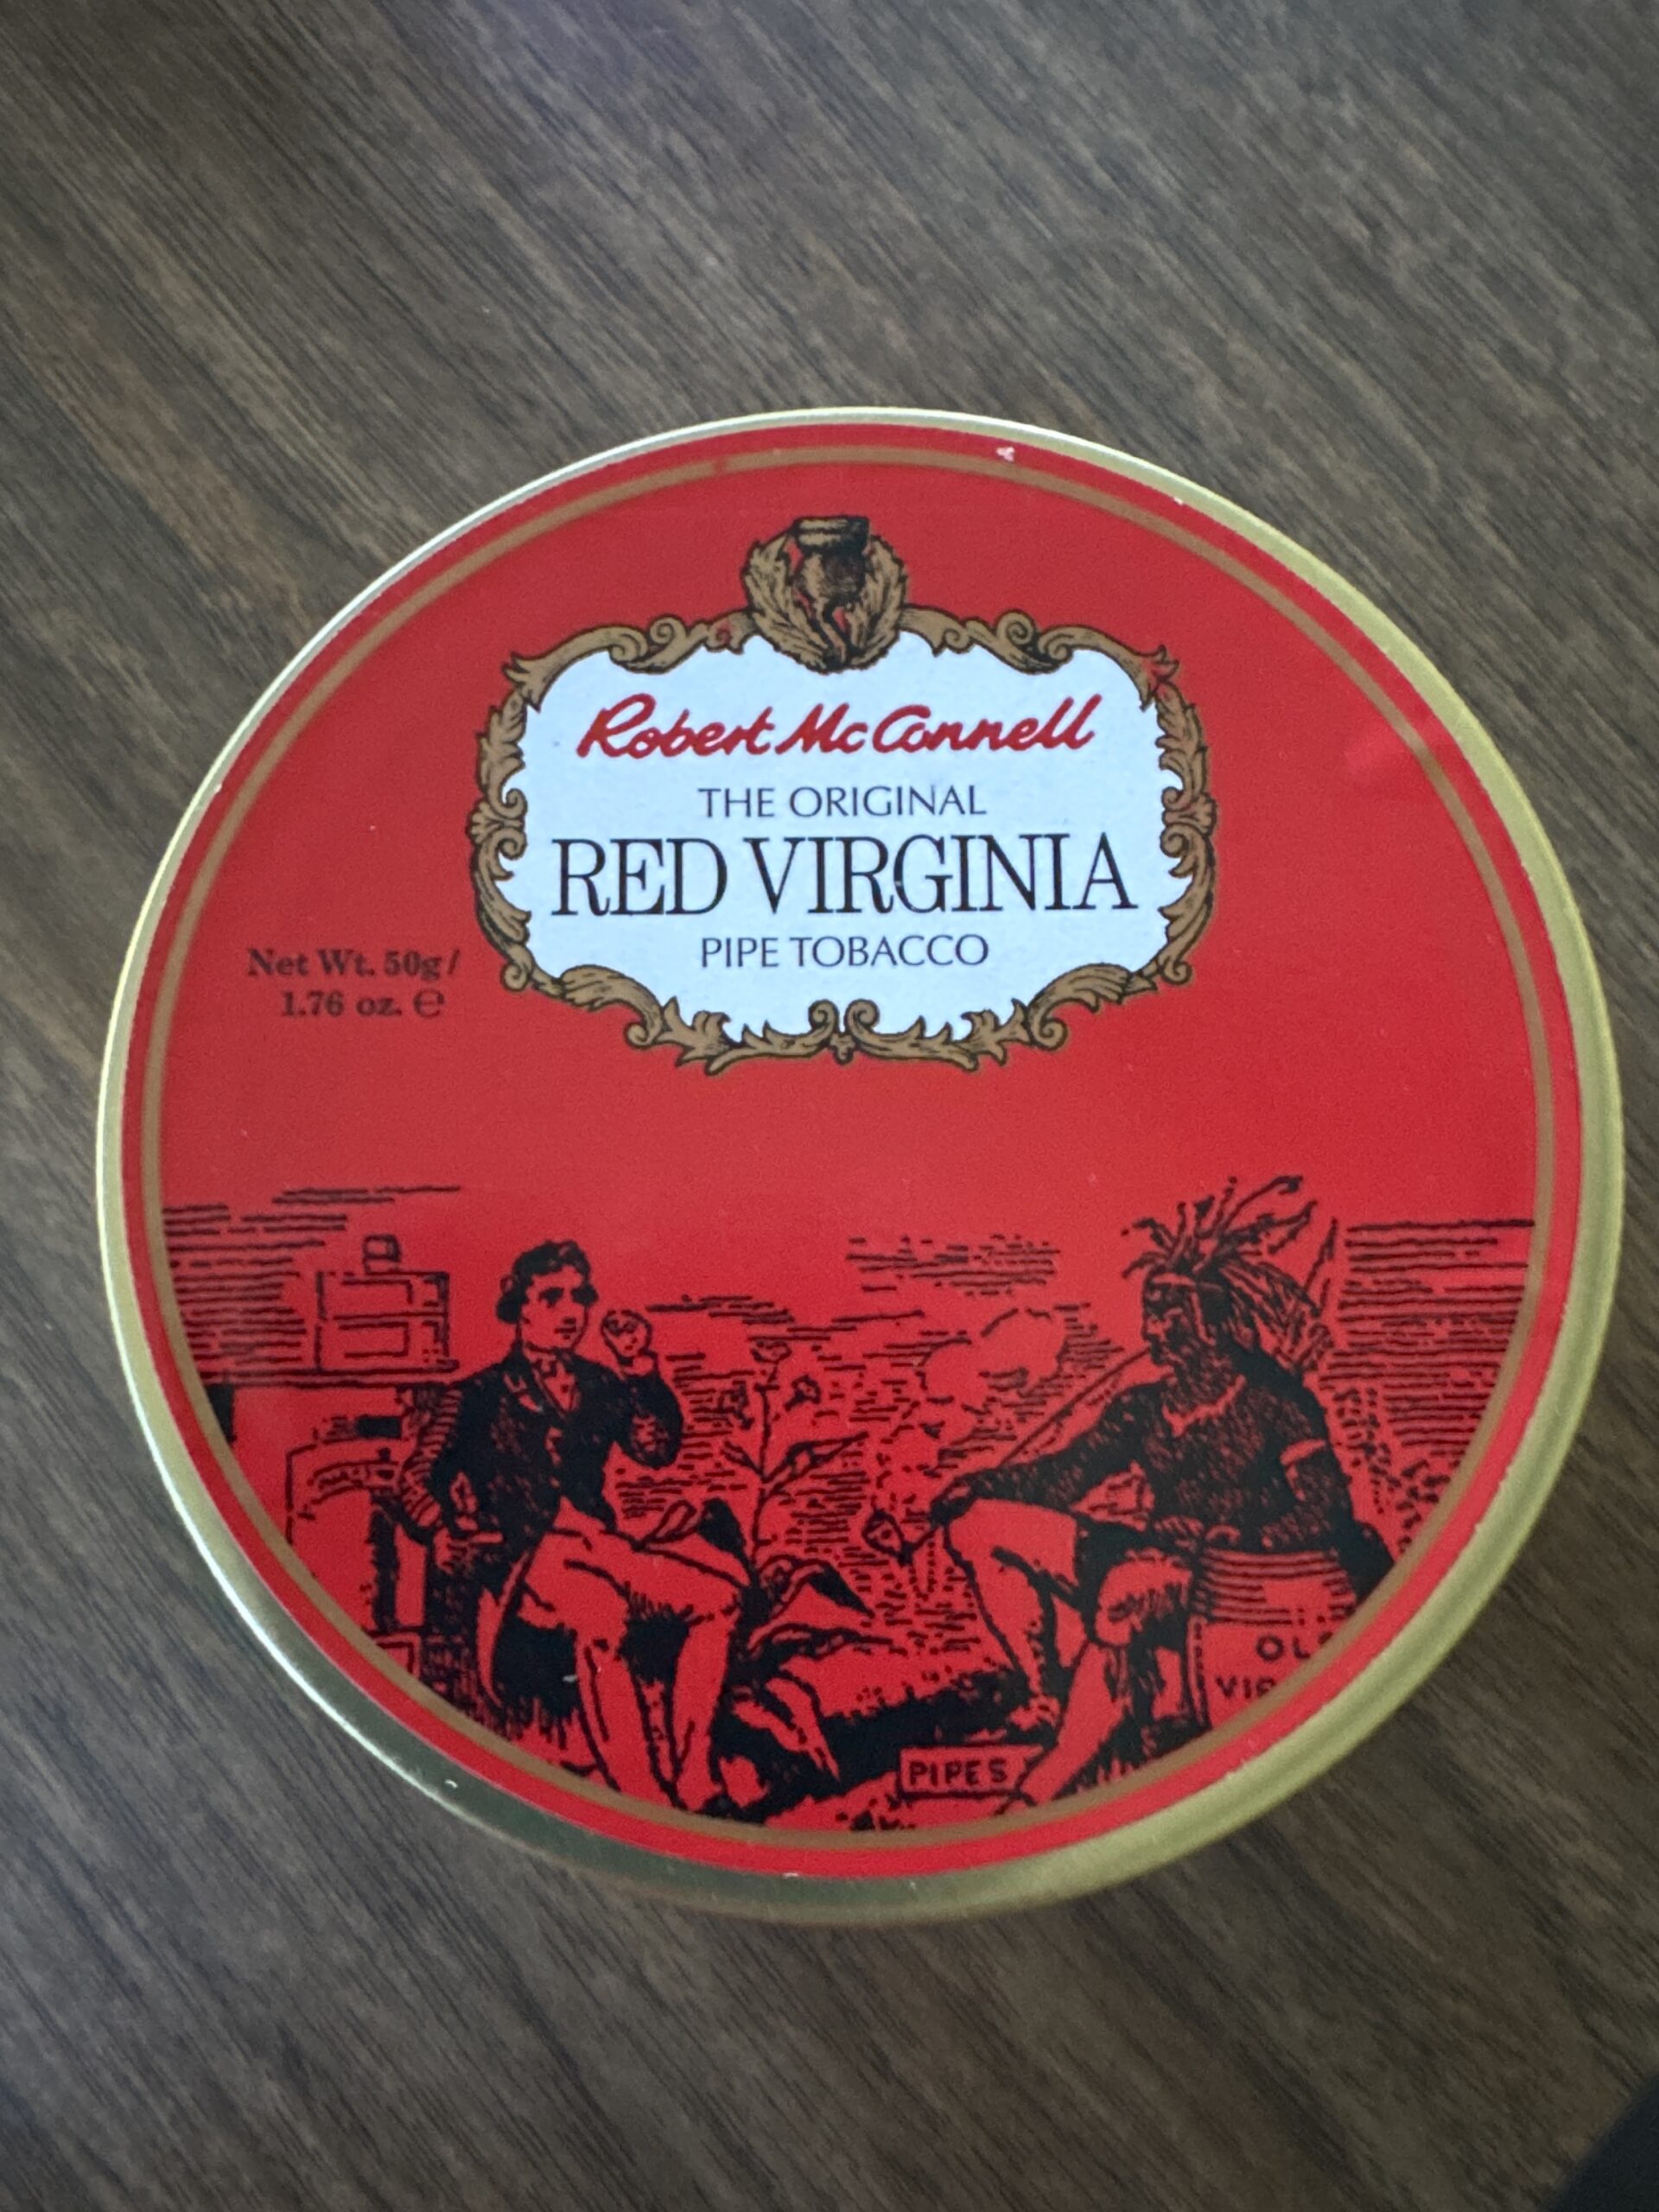 Robert McConnell
THE ORIGINAL
RED VIRGINIA
PIPE TOBACCO
Net Wt. 50g/
1.76 oz. ℮
PIPES